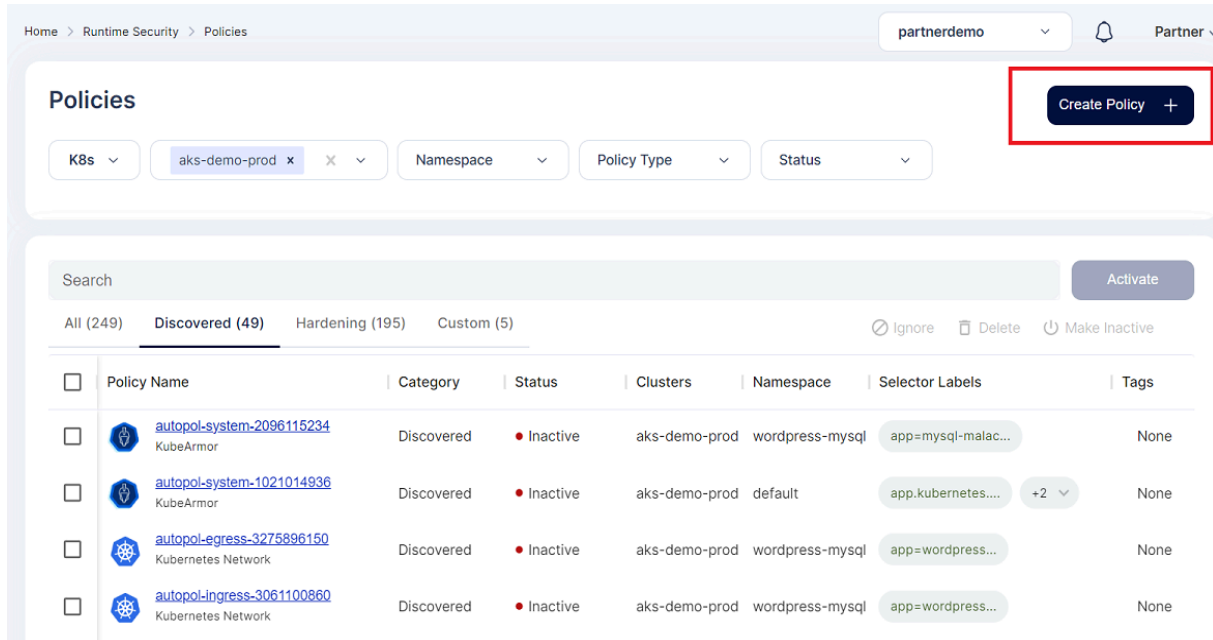 Home > Runtime Security > Policies
partnerdemo
Partner
Policies
Create Policy +
K8s
aks-demo-prod x
Namespace
Policy Type
Status
Search
Activate
All (249) Discovered (49) Hardening (195) Custom (5)
Ignore Delete Make Inactive
Policy Name Category Status Clusters Namespace Selector Labels Tags
autopol-system-2096115234
KubeArmor
Discovered Inactive aks-demo-prod wordpress-mysql app=mysql-malac... None
autopol-system-1021014936
KubeArmor
Discovered Inactive aks-demo-prod default app.kubernetes.... +2 None
autopol-egress-3275896150
Kubernetes Network
Discovered Inactive aks-demo-prod wordpress-mysql app=wordpress... None
autopol-ingress-3061100860
Kubernetes Network
Discovered Inactive aks-demo-prod wordpress-mysql app=wordpress... None